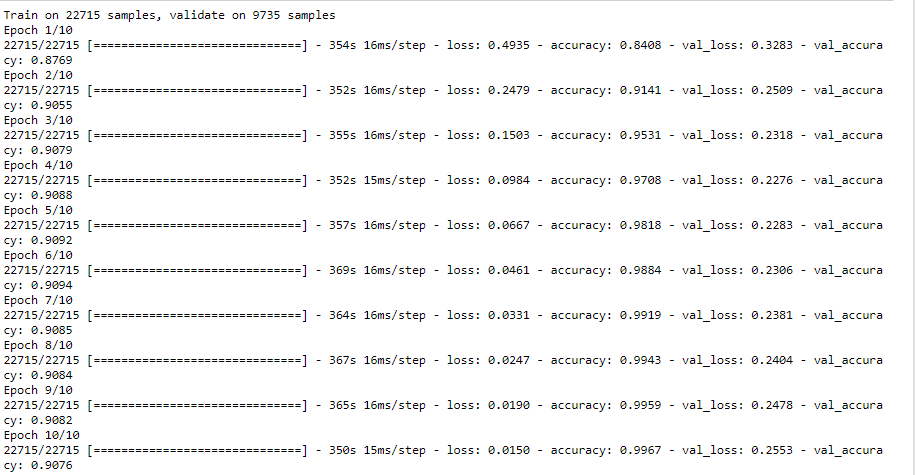 Train on 22715 samples, validate on 9735 samples
Epoch 1/10
22715/22715 [==============================] - 354s 16ms/step - loss: 0.4935 - accuracy: 0.8408 - val_loss: 0.3283 - val_accura
cy: 0.8769
Epoch 2/10
22715/22715 [==============================] - 352s 16ms/step - loss: 0.2479 - accuracy: 0.9141 - val_loss: 0.2509 - val_accura
cy: 0.9055
Epoch 3/10
22715/22715 [==============================] - 355s 16ms/step - loss: 0.1503 - accuracy: 0.9531 - val_loss: 0.2318 - val_accura
cy: 0.9079
Epoch 4/10
22715/22715 [==============================] - 352s 15ms/step - loss: 0.0984 - accuracy: 0.9708 - val_loss: 0.2276 - val_accura
cy: 0.9088
Epoch 5/10
22715/22715 [==============================] - 357s 16ms/step - loss: 0.0667 - accuracy: 0.9818 - val_loss: 0.2283 - val_accura
cy: 0.9092
Epoch 6/10
22715/22715 [==============================] - 369s 16ms/step - loss: 0.0461 - accuracy: 0.9884 - val_loss: 0.2306 - val_accura
cy: 0.9094
Epoch 7/10
22715/22715 [==============================] - 364s 16ms/step - loss: 0.0331 - accuracy: 0.9919 - val_loss: 0.2381 - val_accura
cy: 0.9085
Epoch 8/10
22715/22715 [==============================] - 367s 16ms/step - loss: 0.0247 - accuracy: 0.9943 - val_loss: 0.2404 - val_accura
cy: 0.9084
Epoch 9/10
22715/22715 [==============================] - 365s 16ms/step - loss: 0.0190 - accuracy: 0.9959 - val_loss: 0.2478 - val_accura
cy: 0.9082
Epoch 10/10
22715/22715 [==============================] - 350s 15ms/step - loss: 0.0150 - accuracy: 0.9967 - val_loss: 0.2553 - val_accura
cy: 0.9076